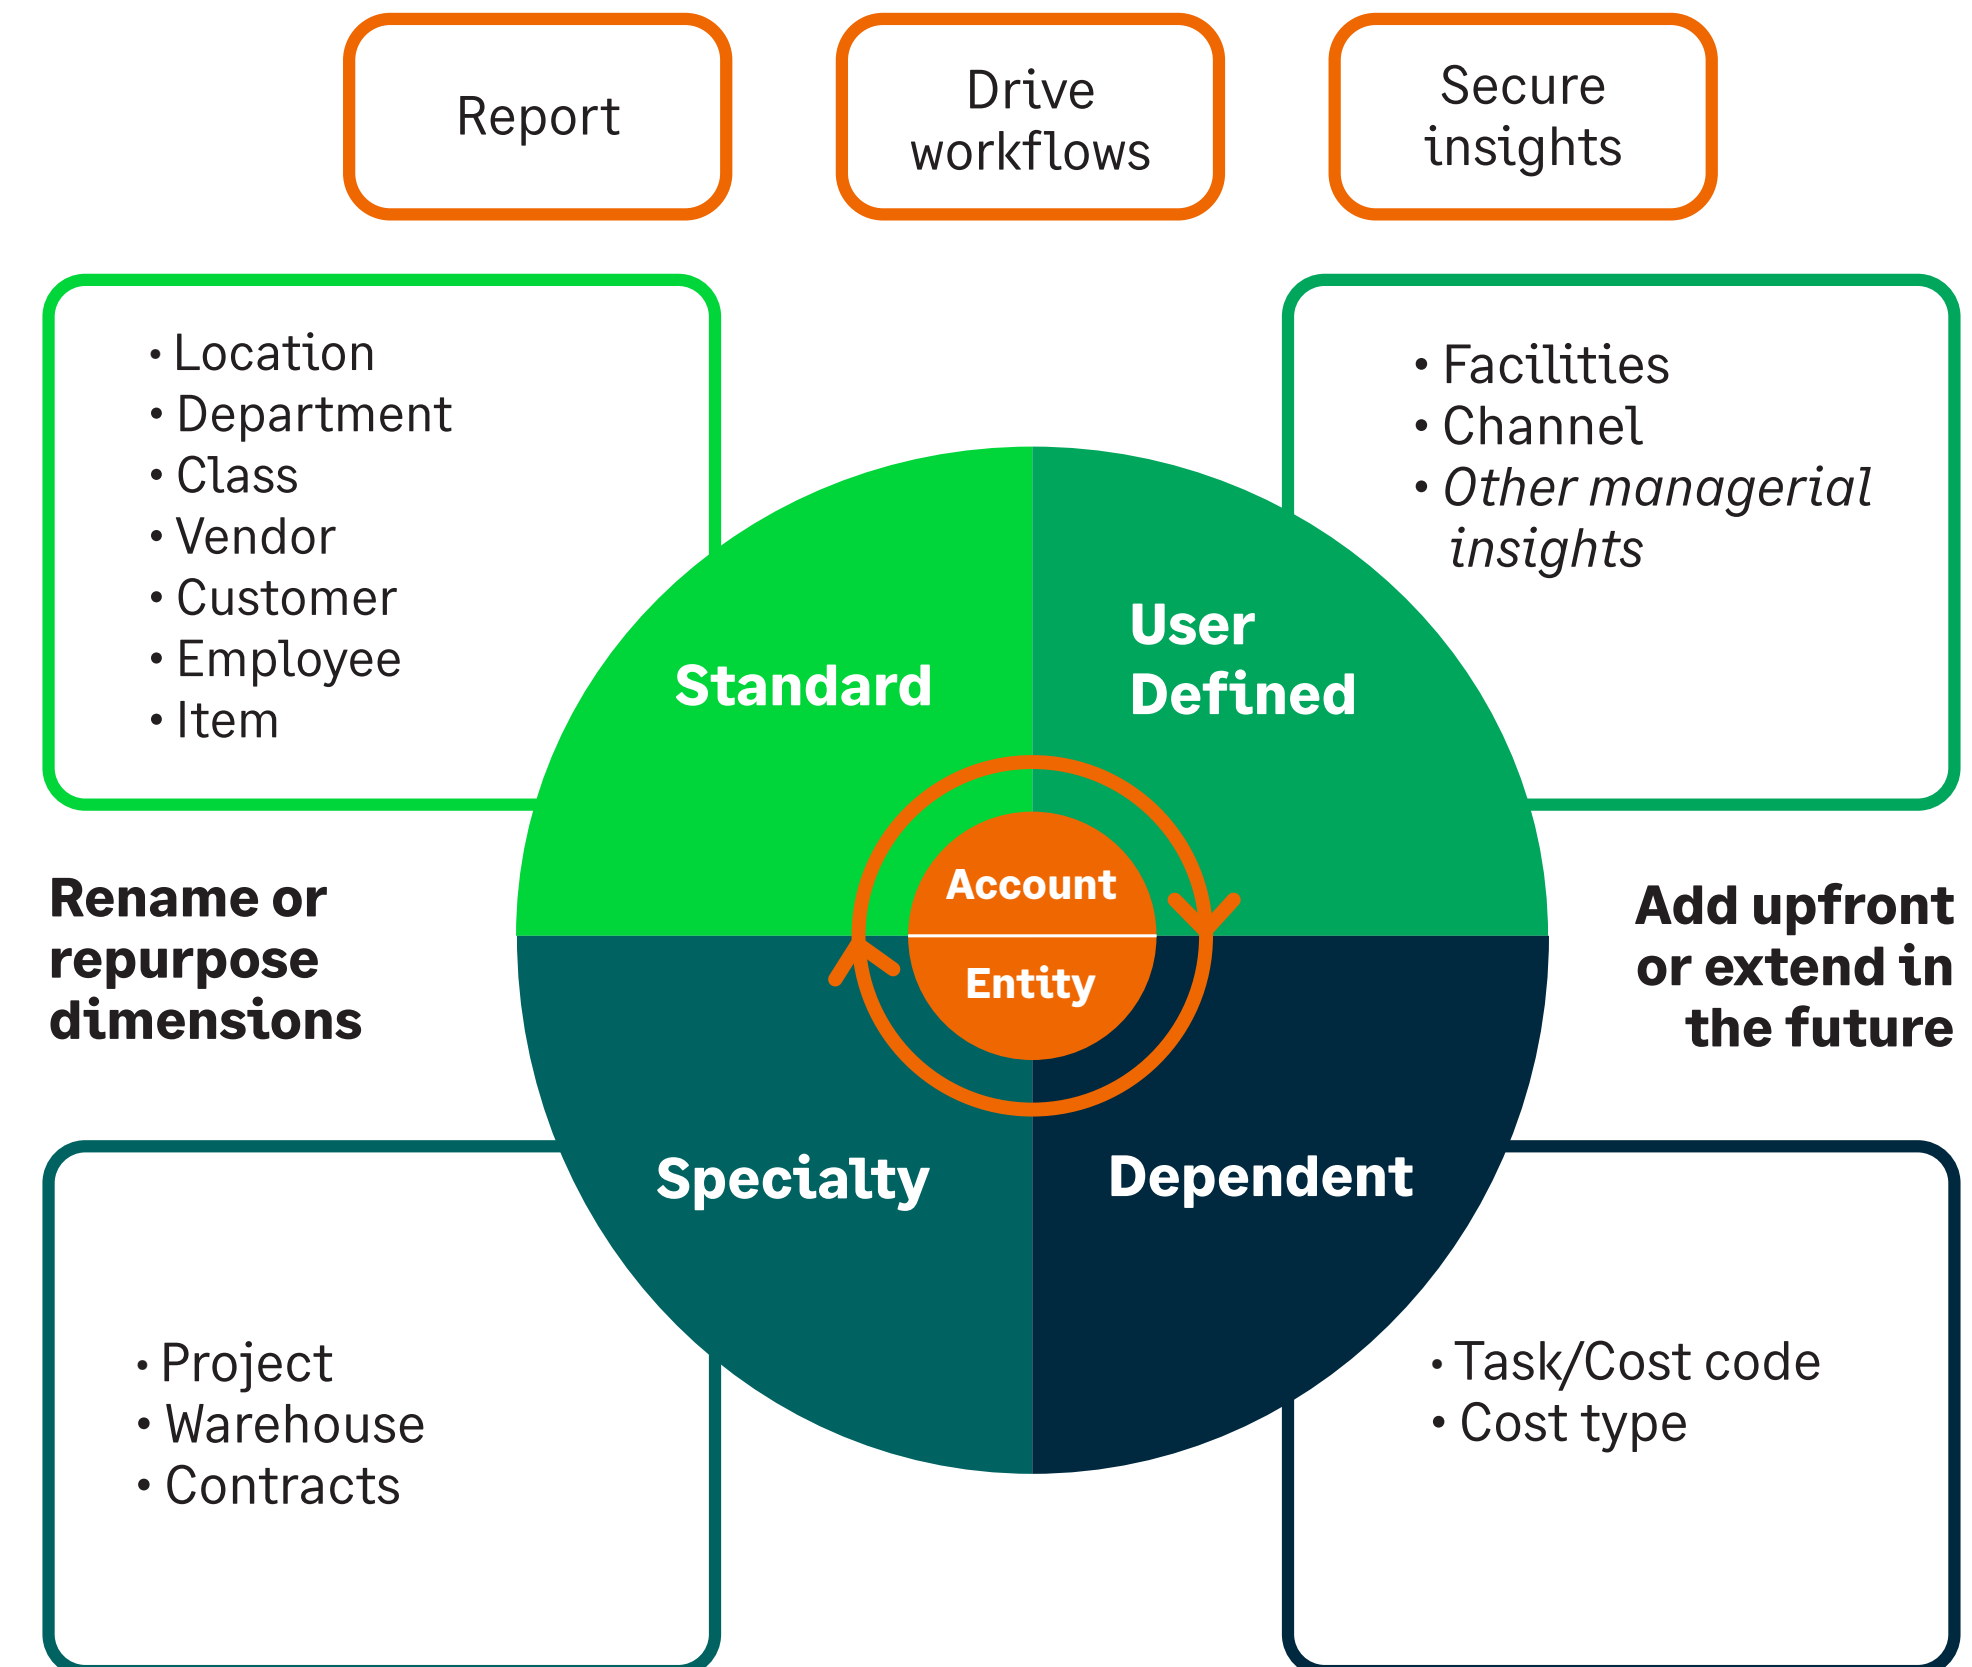 Report
Drive
workflows
Secure
insights
• Location
• Department
• Class
• Vendor
• Customer
• Employee
• Item
• Facilities
• Channel
• Other managerial
insights
Standard
User
Defined
Account
Entity
Rename or
repurpose
dimensions
Add upfront
or extend in
the future
Specialty
Dependent
• Project
• Warehouse
• Contracts
• Task/Cost code
• Cost type